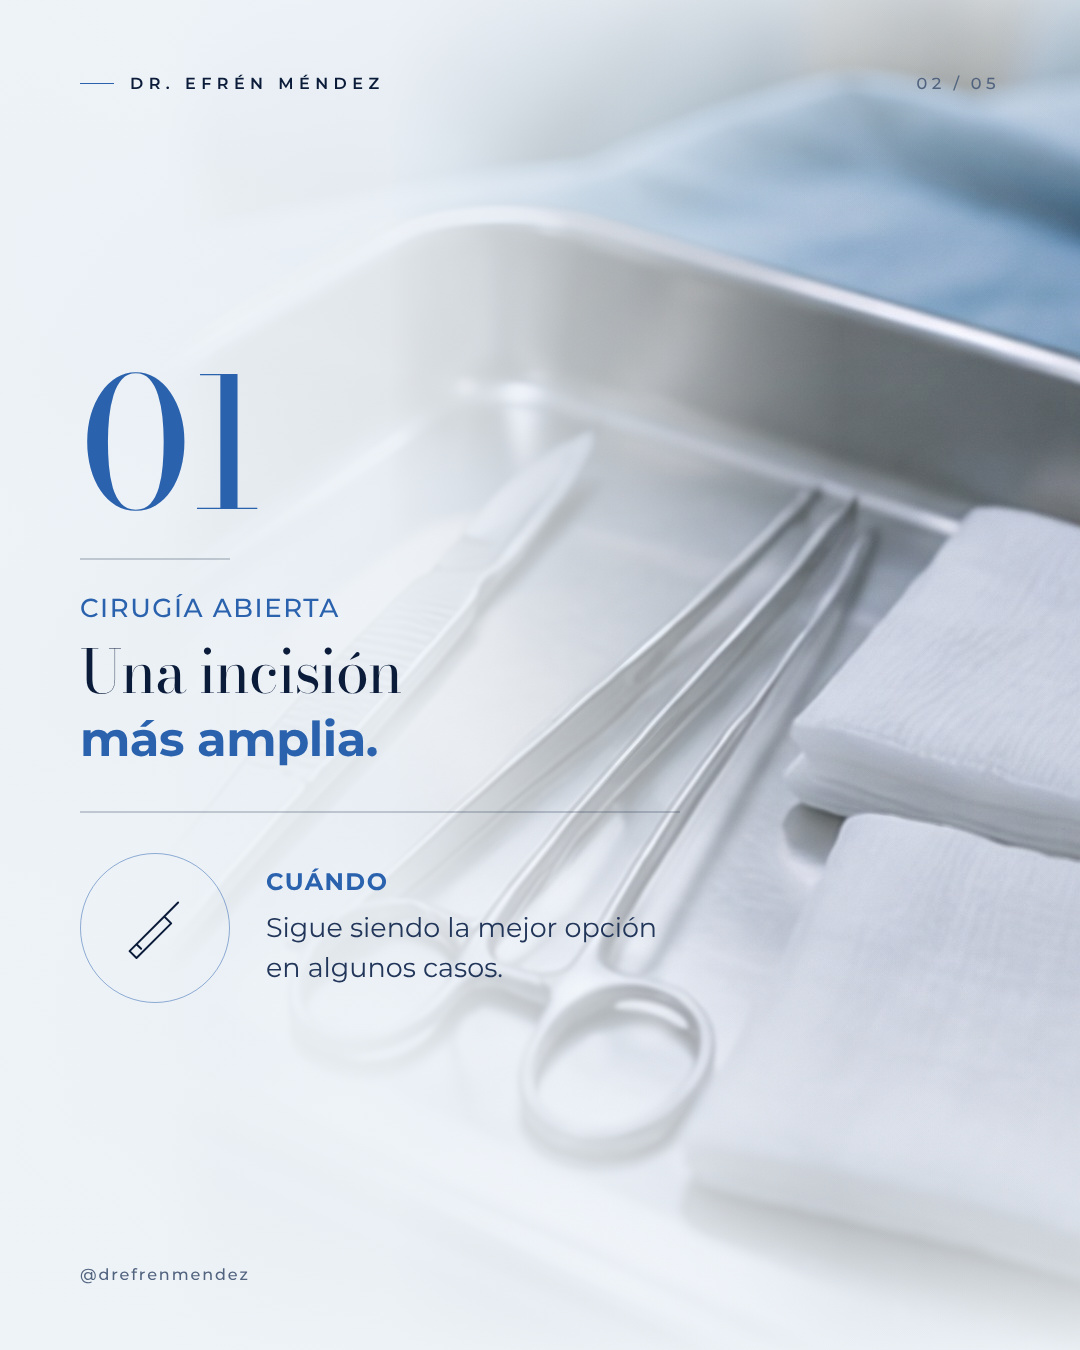 DR. EFRÉN MÉNDEZ
02 / 05
01
CIRUGÍA ABIERTA
Una incisión
más amplia.
CUÁNDO
Sigue siendo la mejor opción
en algunos casos.
@drefrenmendez